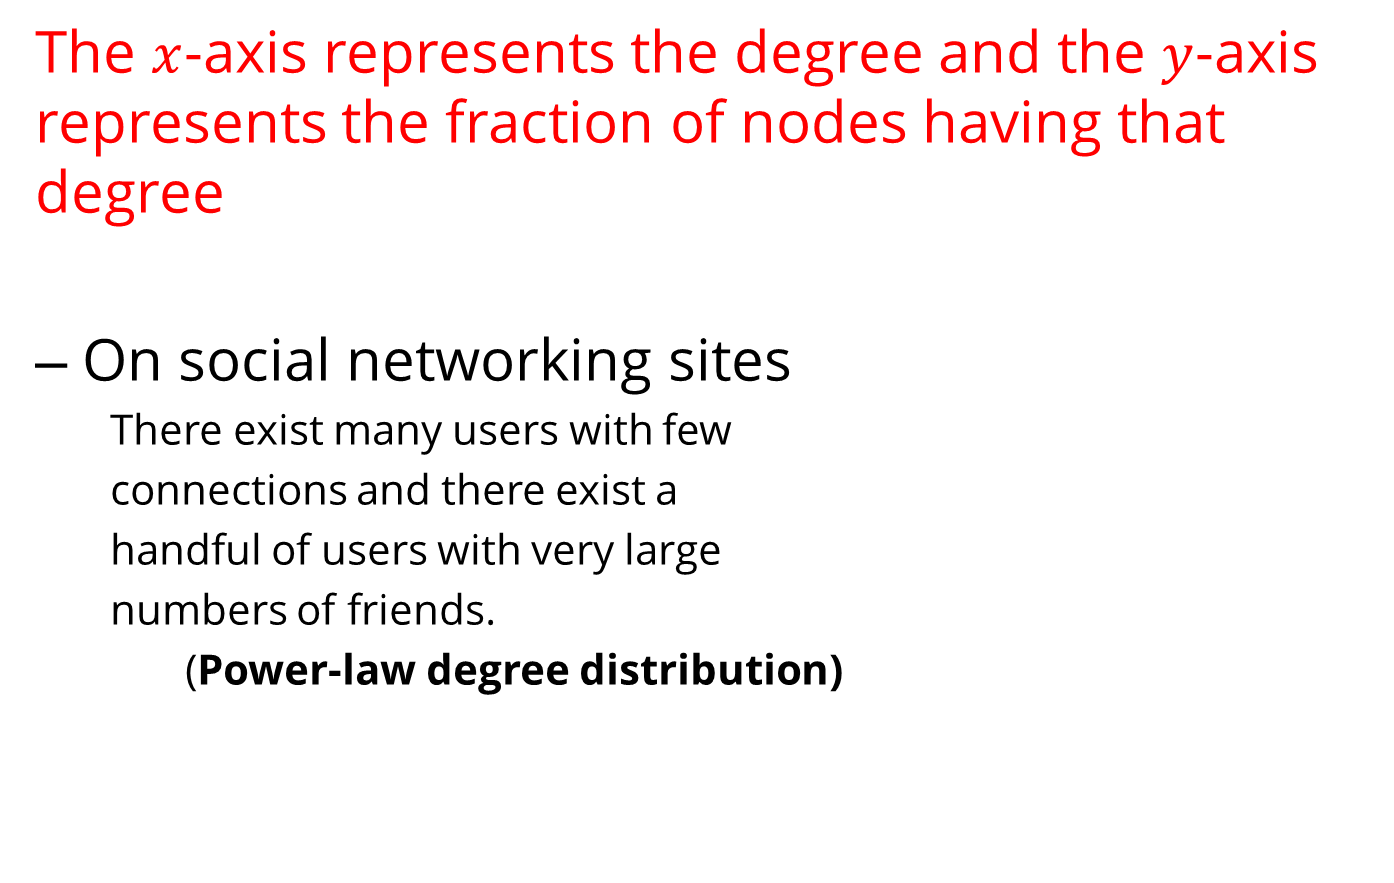 The x-axis represents the degree and the y-axis
represents the fraction of nodes having that
degree
– On social networking sites
There exist many users with few
connections and there exist a
handful of users with very large
numbers of friends.
(Power-law degree distribution)